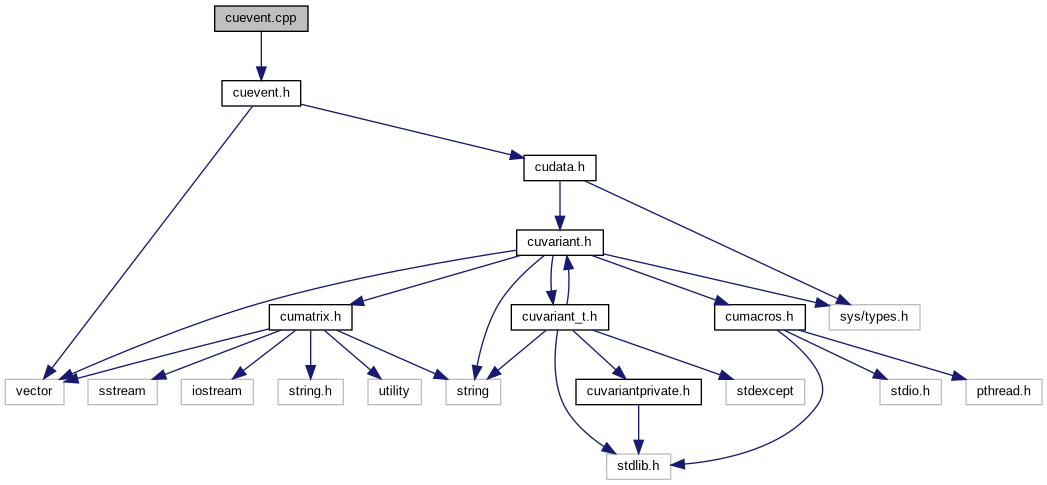 cuevent.cpp
cuevent.h
cudata.h
cuvariant.h
cumatrix.h
cuvariant_t.h
cumacros.h
sys/types.h
vector
sstream
iostream
string.h
utility
string
cuvariantprivate.h
stdexcept
stdio.h
pthread.h
stdlib.h